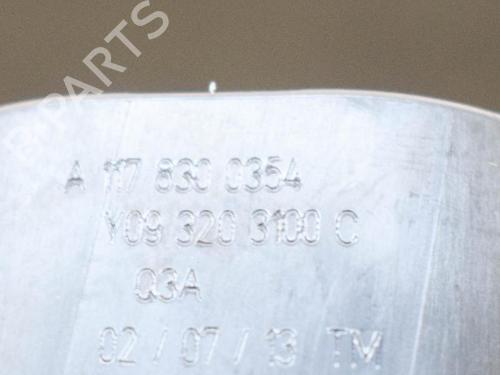 B-PARTS
A 117 830 0354
Y09 320 3100 C
Q3A
02 / 07 / 13 TM